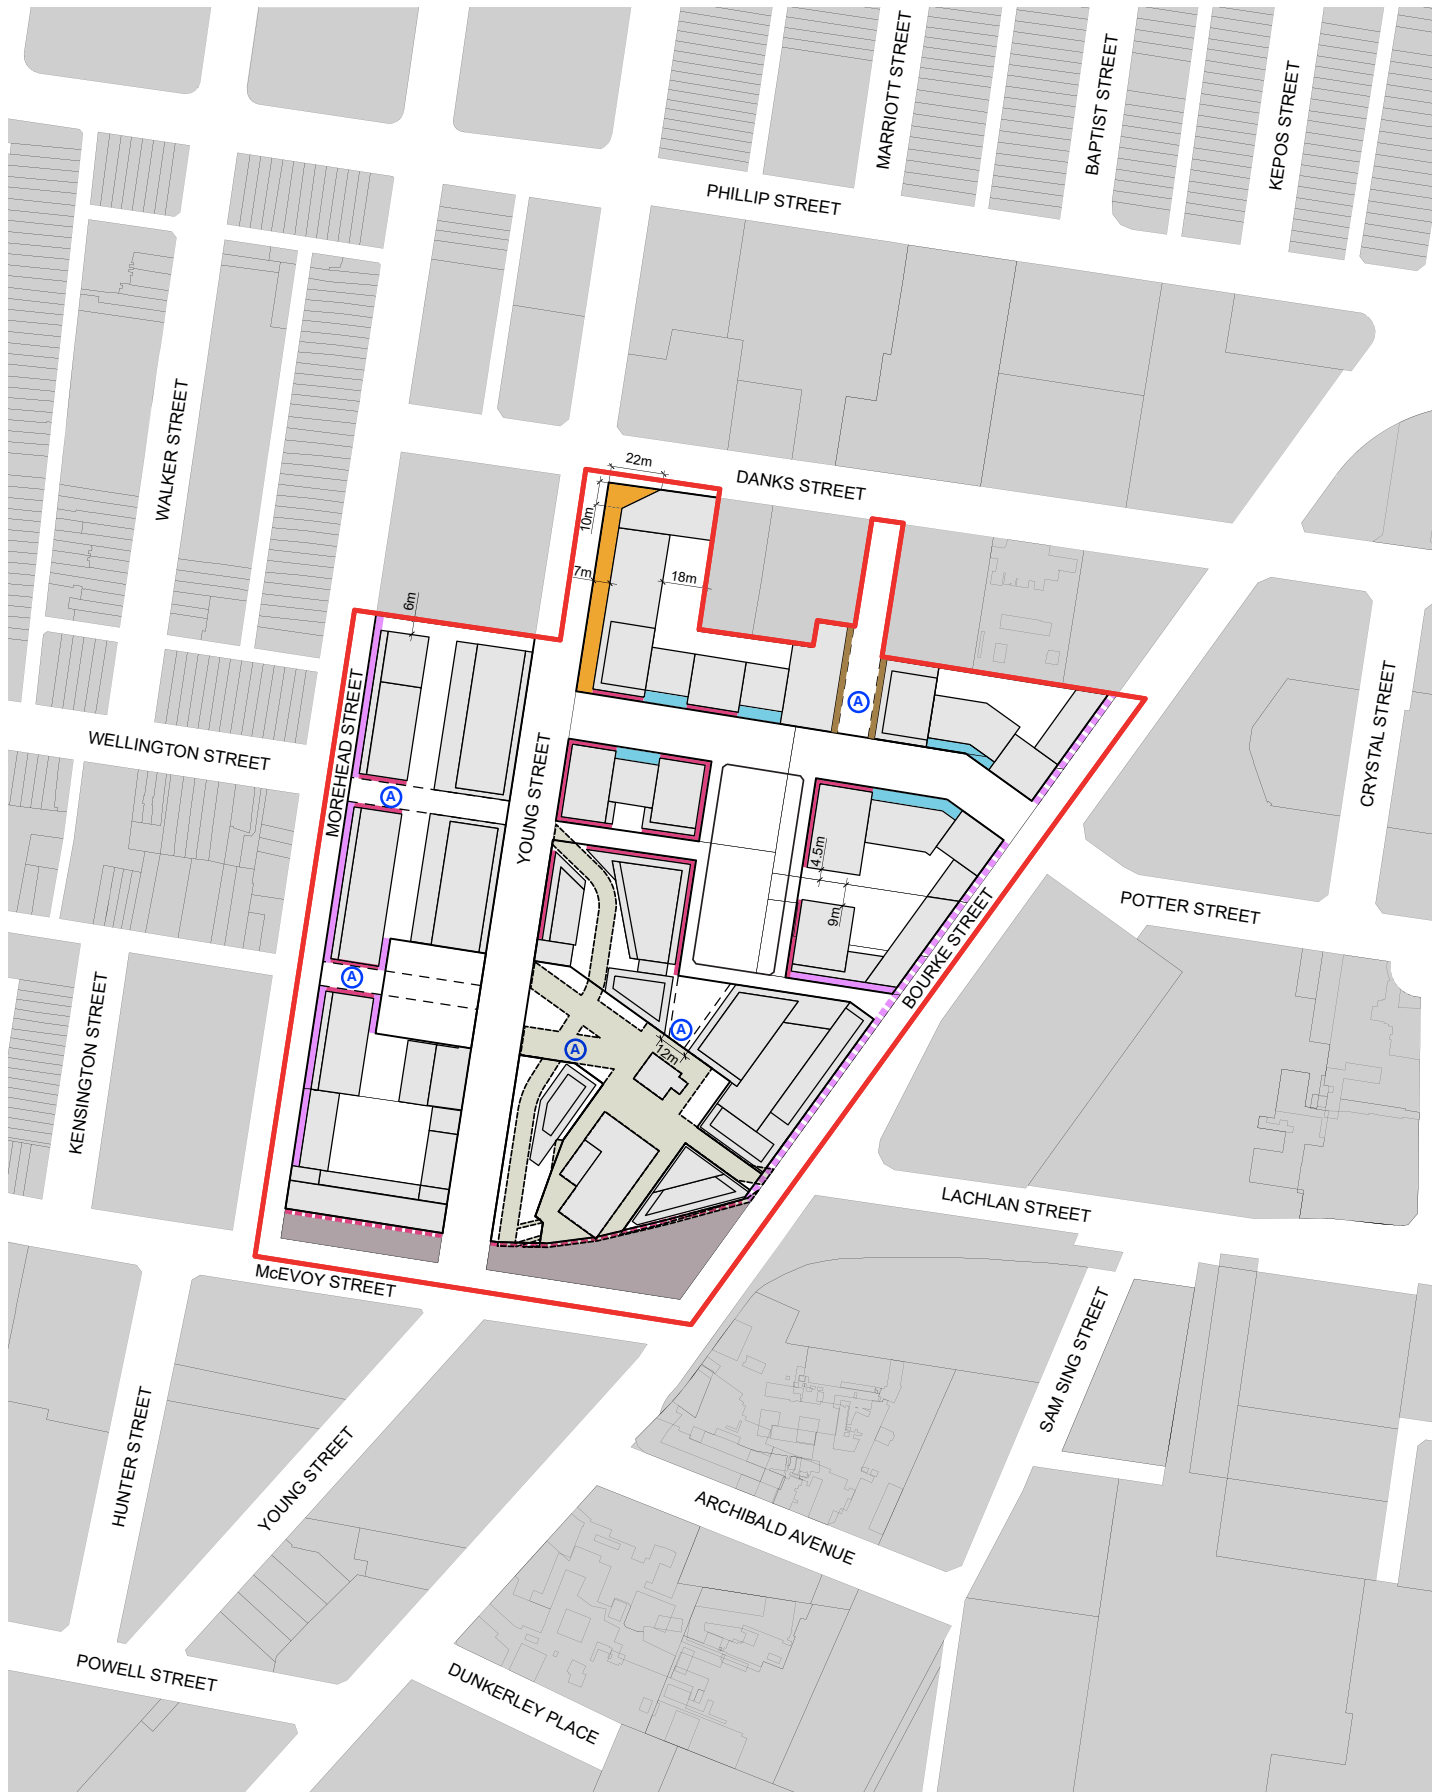 MARRIOTT STREET
BAPTIST STREET
KEPOS STREET
PHILLIP STREET
WALKER STREET
22m
DANKS STREET
10m
7m
18m
6m
A
CRYSTAL STREET
MOREHEAD STREET
WELLINGTON STREET
A
YOUNG STREET
4.5m
9m
POTTER STREET
BOURKE STREET
A
KENSINGTON STREET
A
A
12m
LACHLAN STREET
McEVOY STREET
SAM SING STREET
HUNTER STREET
YOUNG STREET
ARCHIBALD AVENUE
POWELL STREET
DUNKERLEY PLACE